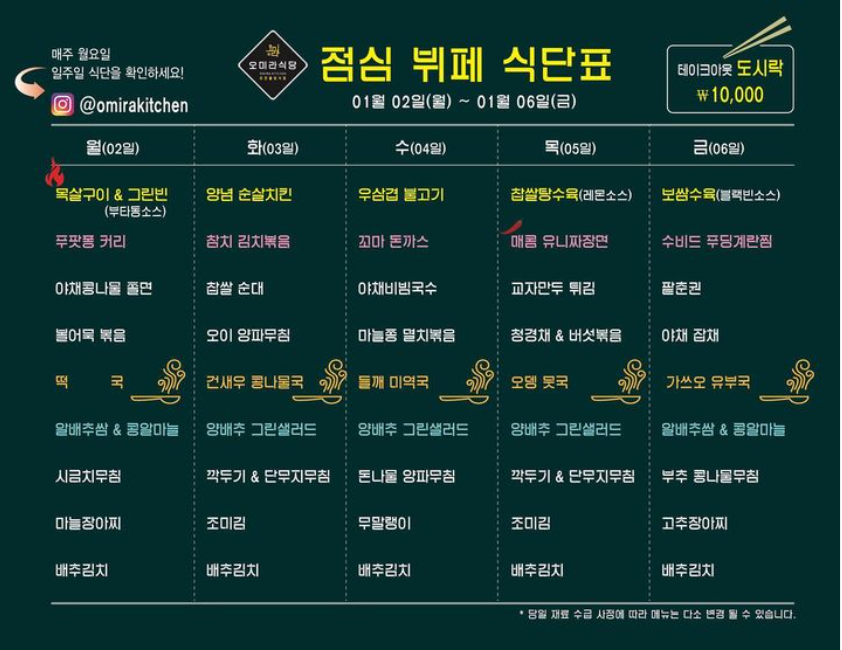 매주 월요일
일주일 식단을 확인하세요!
@omirakitchen
오미라식당
점심 뷔페 식단표
01월 02일(월) ~ 01월 06일(금)
테이크아웃 도시락
₩10,000
월(02일) 화(03일) 수(04일) 목(05일) 금(06일)
목살구이 & 그린빈 양념 순살치킨 우삼겹 불고기 찹쌀탕수육(레몬소스) 보쌈수육(블랙빈소스)
(부타동소스)
푸팟퐁 커리 참치 김치볶음 꼬마 돈까스 매콤 유니짜장면 수비드 푸딩계란찜
야채콩나물 쫄면 찹쌀 순대 야채비빔국수 교자만두 튀김 팥춘권
볼어묵 볶음 오이 양파무침 마늘쫑 멸치볶음 청경채 & 버섯볶음 야채 잡채
떡 국 건새우 콩나물국 들깨 미역국 오뎅 뭇국 가쓰오 유부국
알배추쌈 & 콩알마늘 양배추 그린샐러드 양배추 그린샐러드 양배추 그린샐러드 알배추쌈 & 콩알마늘
시금치무침 깍두기 & 단무지무침 돈나물 양파무침 깍두기 & 단무지무침 부추 콩나물무침
마늘장아찌 조미김 무말랭이 조미김 고추장아찌
배추김치 배추김치 배추김치 배추김치 배추김치
* 당일 재료 수급 사정에 따라 메뉴는 다소 변경 될 수 있습니다.